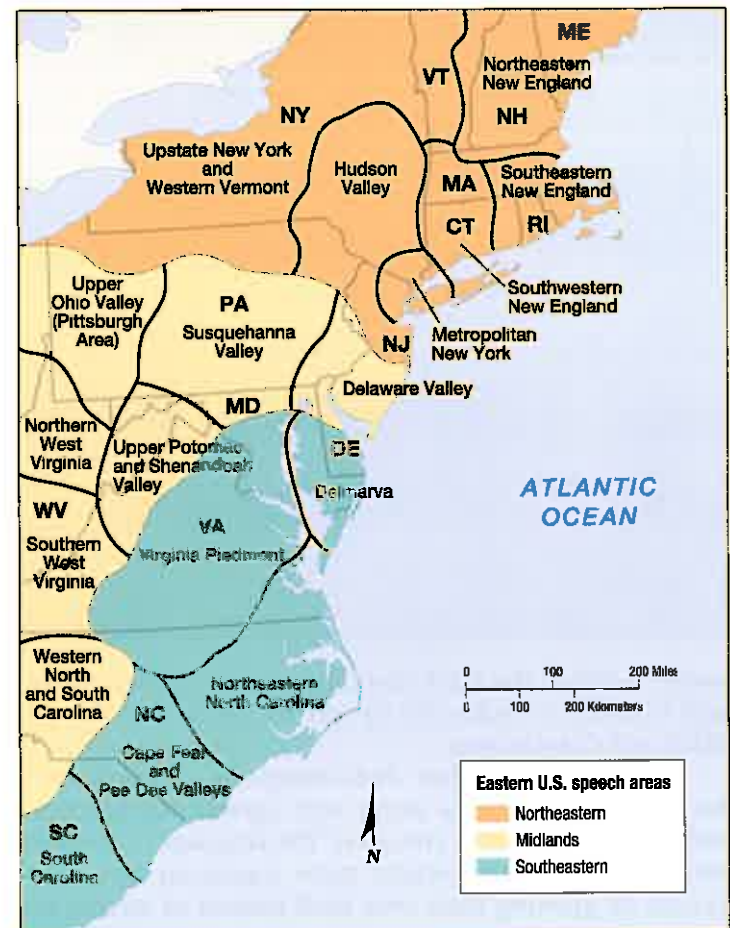 ME
Northeastern
New England
VT
NH
NY
Upstate New York
and
Western Vermont
Hudson
Valley
MA
Southeastern
New England
CT
RI
Southwestern
New England
Upper
Ohio Valley
(Pittsburgh
Area)
PA
Susquehanna
Valley
NJ
Metropolitan
New York
Delaware Valley
MD
Northern
West
Virginia
Upper Potomac
and Shenandoah
Valley
DE
Delmarva
ATLANTIC
OCEAN
WV
Southern
West
Virginia
VA
Virginia Piedmont
Western
North
and South
Carolina
Northeastern
North Carolina
NC
Cape Fear
and
Pee Dee Valleys
SC
South
Carolina
0 100 200 Miles
0 100 200 Kilometers
N
Eastern U.S. speech areas
Northeastern
Midlands
Southeastern